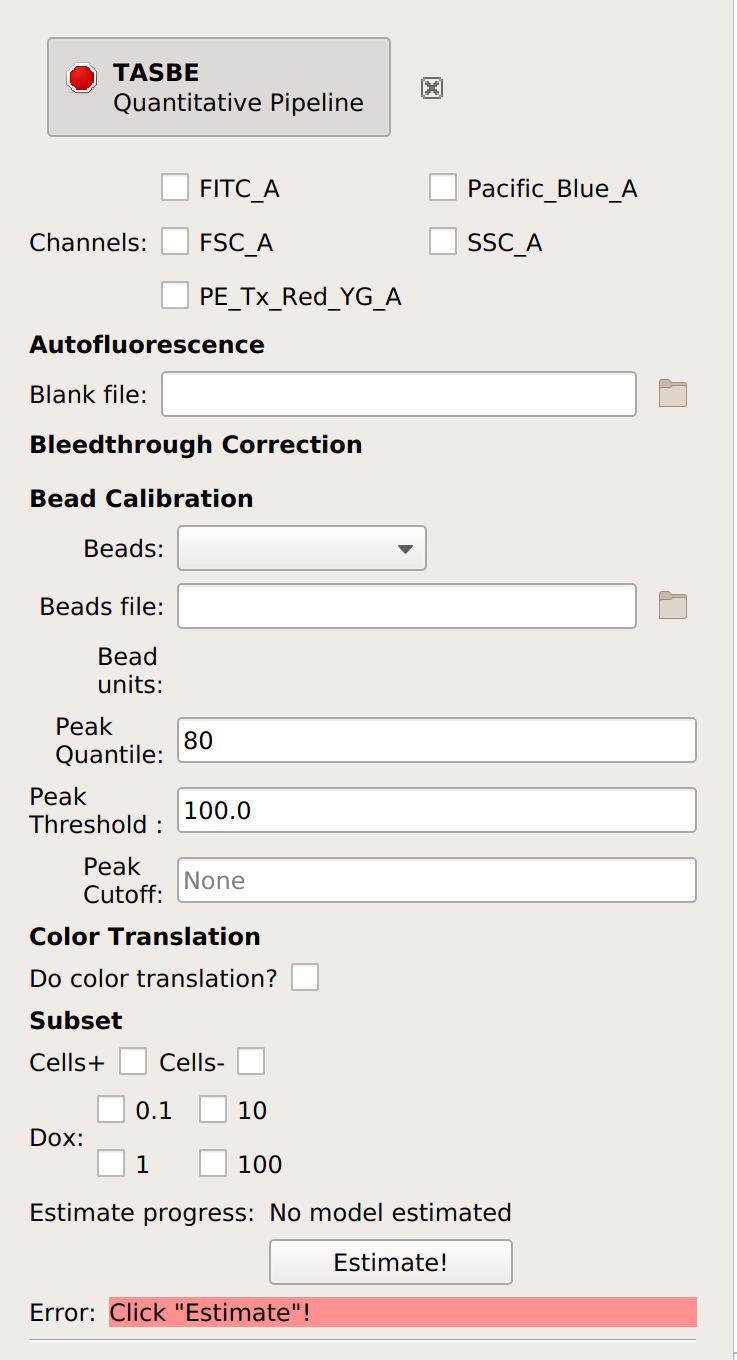 TASBE
Quantitative Pipeline
FITC_A Pacific_Blue_A
Channels: FSC_A SSC_A
PE_Tx_Red_YG_A
Autofluorescence
Blank file:
Bleedthrough Correction
Bead Calibration
Beads:
Beads file:
Bead
units:
Peak
Quantile: 80
Peak
Threshold : 100.0
Peak
Cutoff: None
Color Translation
Do color translation?
Subset
Cells+ Cells-
0.1 10
Dox:
1 100
Estimate progress: No model estimated
Estimate!
Error: Click "Estimate"!